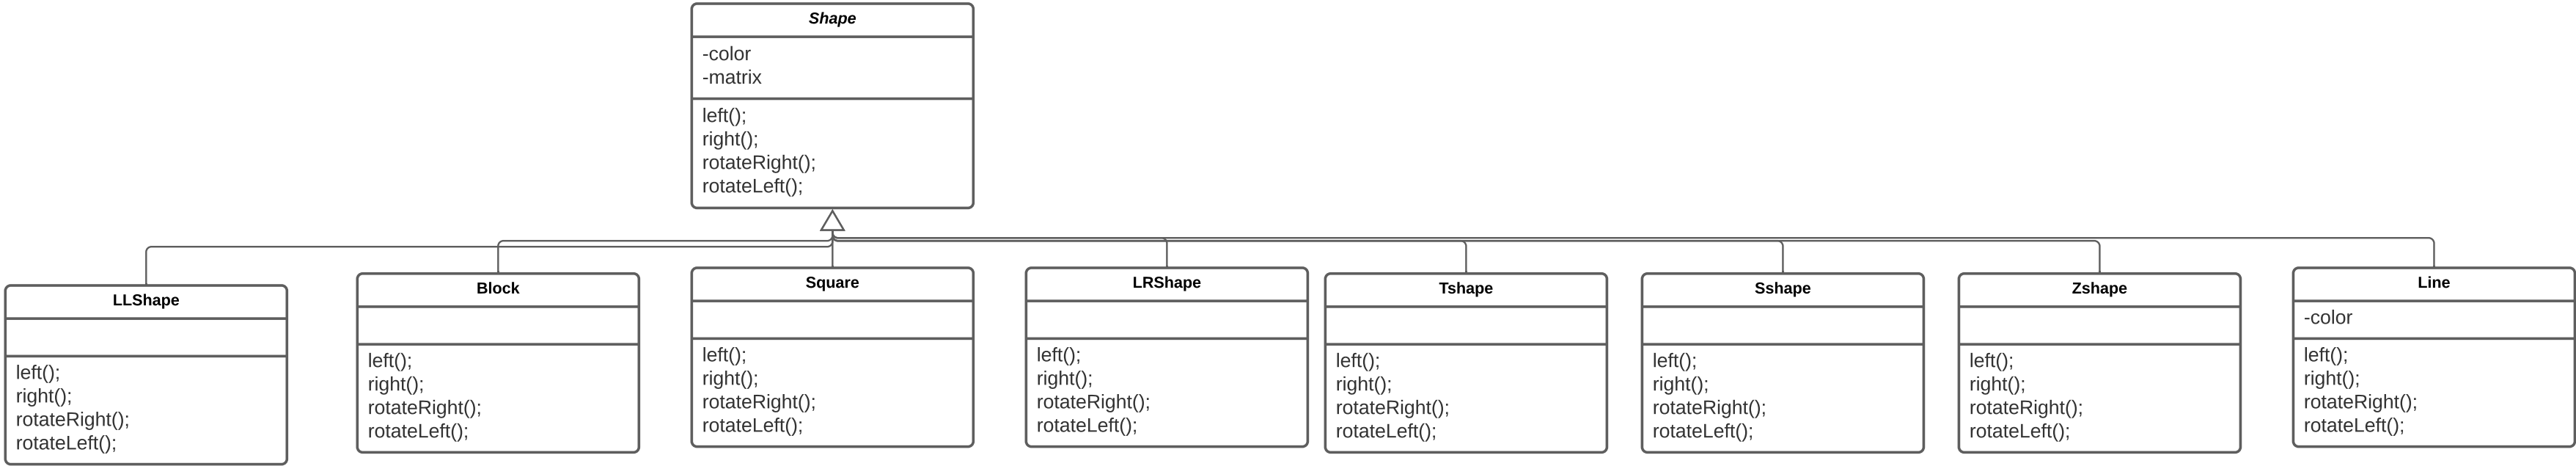 Shape
-color
-matrix
left();
right();
rotateRight();
rotateLeft();
LLShape
left();
right();
rotateRight();
rotateLeft();
Block
left();
right();
rotateRight();
rotateLeft();
Square
left();
right();
rotateRight();
rotateLeft();
LRShape
left();
right();
rotateRight();
rotateLeft();
Tshape
left();
right();
rotateRight();
rotateLeft();
Sshape
left();
right();
rotateRight();
rotateLeft();
Zshape
left();
right();
rotateRight();
rotateLeft();
Line
-color
left();
right();
rotateRight();
rotateLeft();